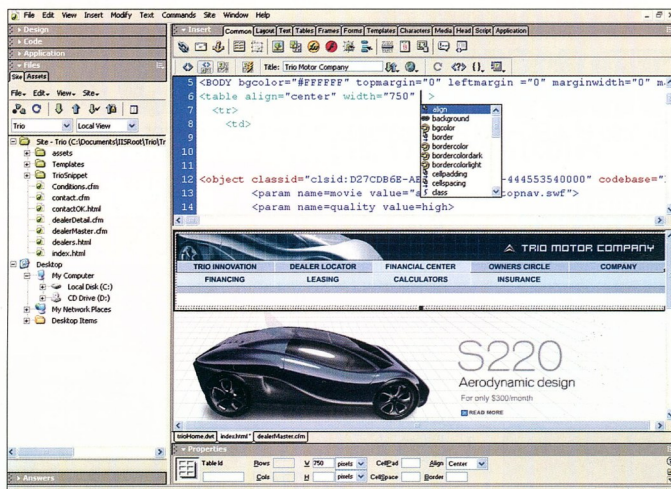 File Edit View Insert Modify Text Commands Site Window Help
Design
Code
Application
Files
Site Assets
File Edit View Site
Trio Local View
Site - Trio (C:\Documents\IISRoot\Trio\Tr
assets
Templates
TrioSnippet
Conditions.cfm
contact.cfm
contactOK.html
dealerDetail.cfm
dealerMaster.cfm
dealers.html
index.html
Desktop
My Computer
Local Disk (C:)
CD Drive (D:)
My Network Places
Desktop Items
Answers
Insert Common Layout Text Tables Frames Forms Templates Characters Media Head Script Application
Title: Trio Motor Company
5 <BODY bgcolor="#FFFFFF" topmargin="0" leftmargin ="0" marginwidth="0" m
6 <table align="center" width="750" >
7 <tr>
8 <td>
9
10
11
12 <object classid="clsid:D27CDB6E-AE -444553540000" codebase="
13 <param name=movie value="a opnav.swf">
14 <param name=quality value=high>
align
background
bgcolor
border
bordercolor
bordercolordark
bordercolorlight
cellpadding
cellspacing
class
TRIO MOTOR COMPANY
TRIO INNOVATION DEALER LOCATOR FINANCIAL CENTER OWNERS CIRCLE COMPANY
FINANCING LEASING CALCULATORS INSURANCE
S220
Aerodynamic design
For only $300/month
READ MORE
trioHome.dwt index.html* dealerMaster.cfm
Properties
Table Id Rows W 750 pixels CellPad Align Center
Cols H pixels CellSpace Border